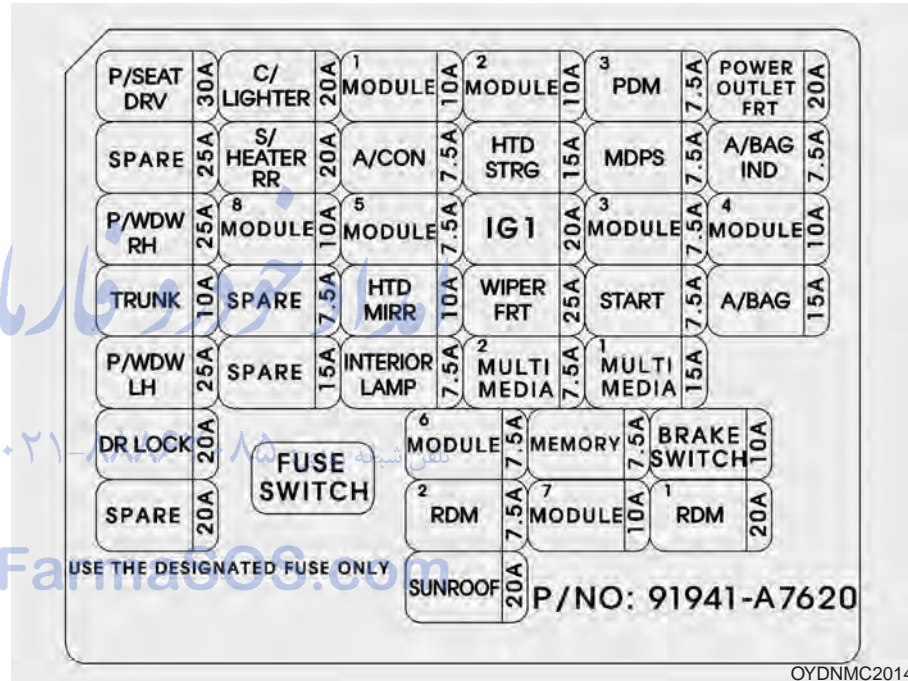 P/SEAT DRV 30A
C/ LIGHTER 20A
1 MODULE 10A
2 MODULE 10A
3 PDM 7.5A
POWER OUTLET FRT 20A
SPARE 25A
S/ HEATER RR 20A
A/CON 7.5A
HTD STRG 15A
MDPS 7.5A
A/BAG IND 7.5A
P/WDW RH 25A
8 MODULE 10A
5 MODULE 7.5A
IG1 20A
3 MODULE 7.5A
4 MODULE 10A
TRUNK 10A
SPARE 7.5A
HTD MIRR 10A
WIPER FRT 25A
START 7.5A
A/BAG 15A
P/WDW LH 25A
SPARE 15A
INTERIOR LAMP 7.5A
2 MULTI MEDIA 7.5A
1 MULTI MEDIA 15A
DR LOCK 20A
FUSE SWITCH
6 MODULE 7.5A
MEMORY 7.5A
BRAKE SWITCH 10A
SPARE 20A
2 RDM 7.5A
7 MODULE 10A
1 RDM 20A
USE THE DESIGNATED FUSE ONLY
SUNROOF 20A
P/NO: 91941-A7620
OYDNMC2014
امداد خودرو فارما
FarmaSOS.com